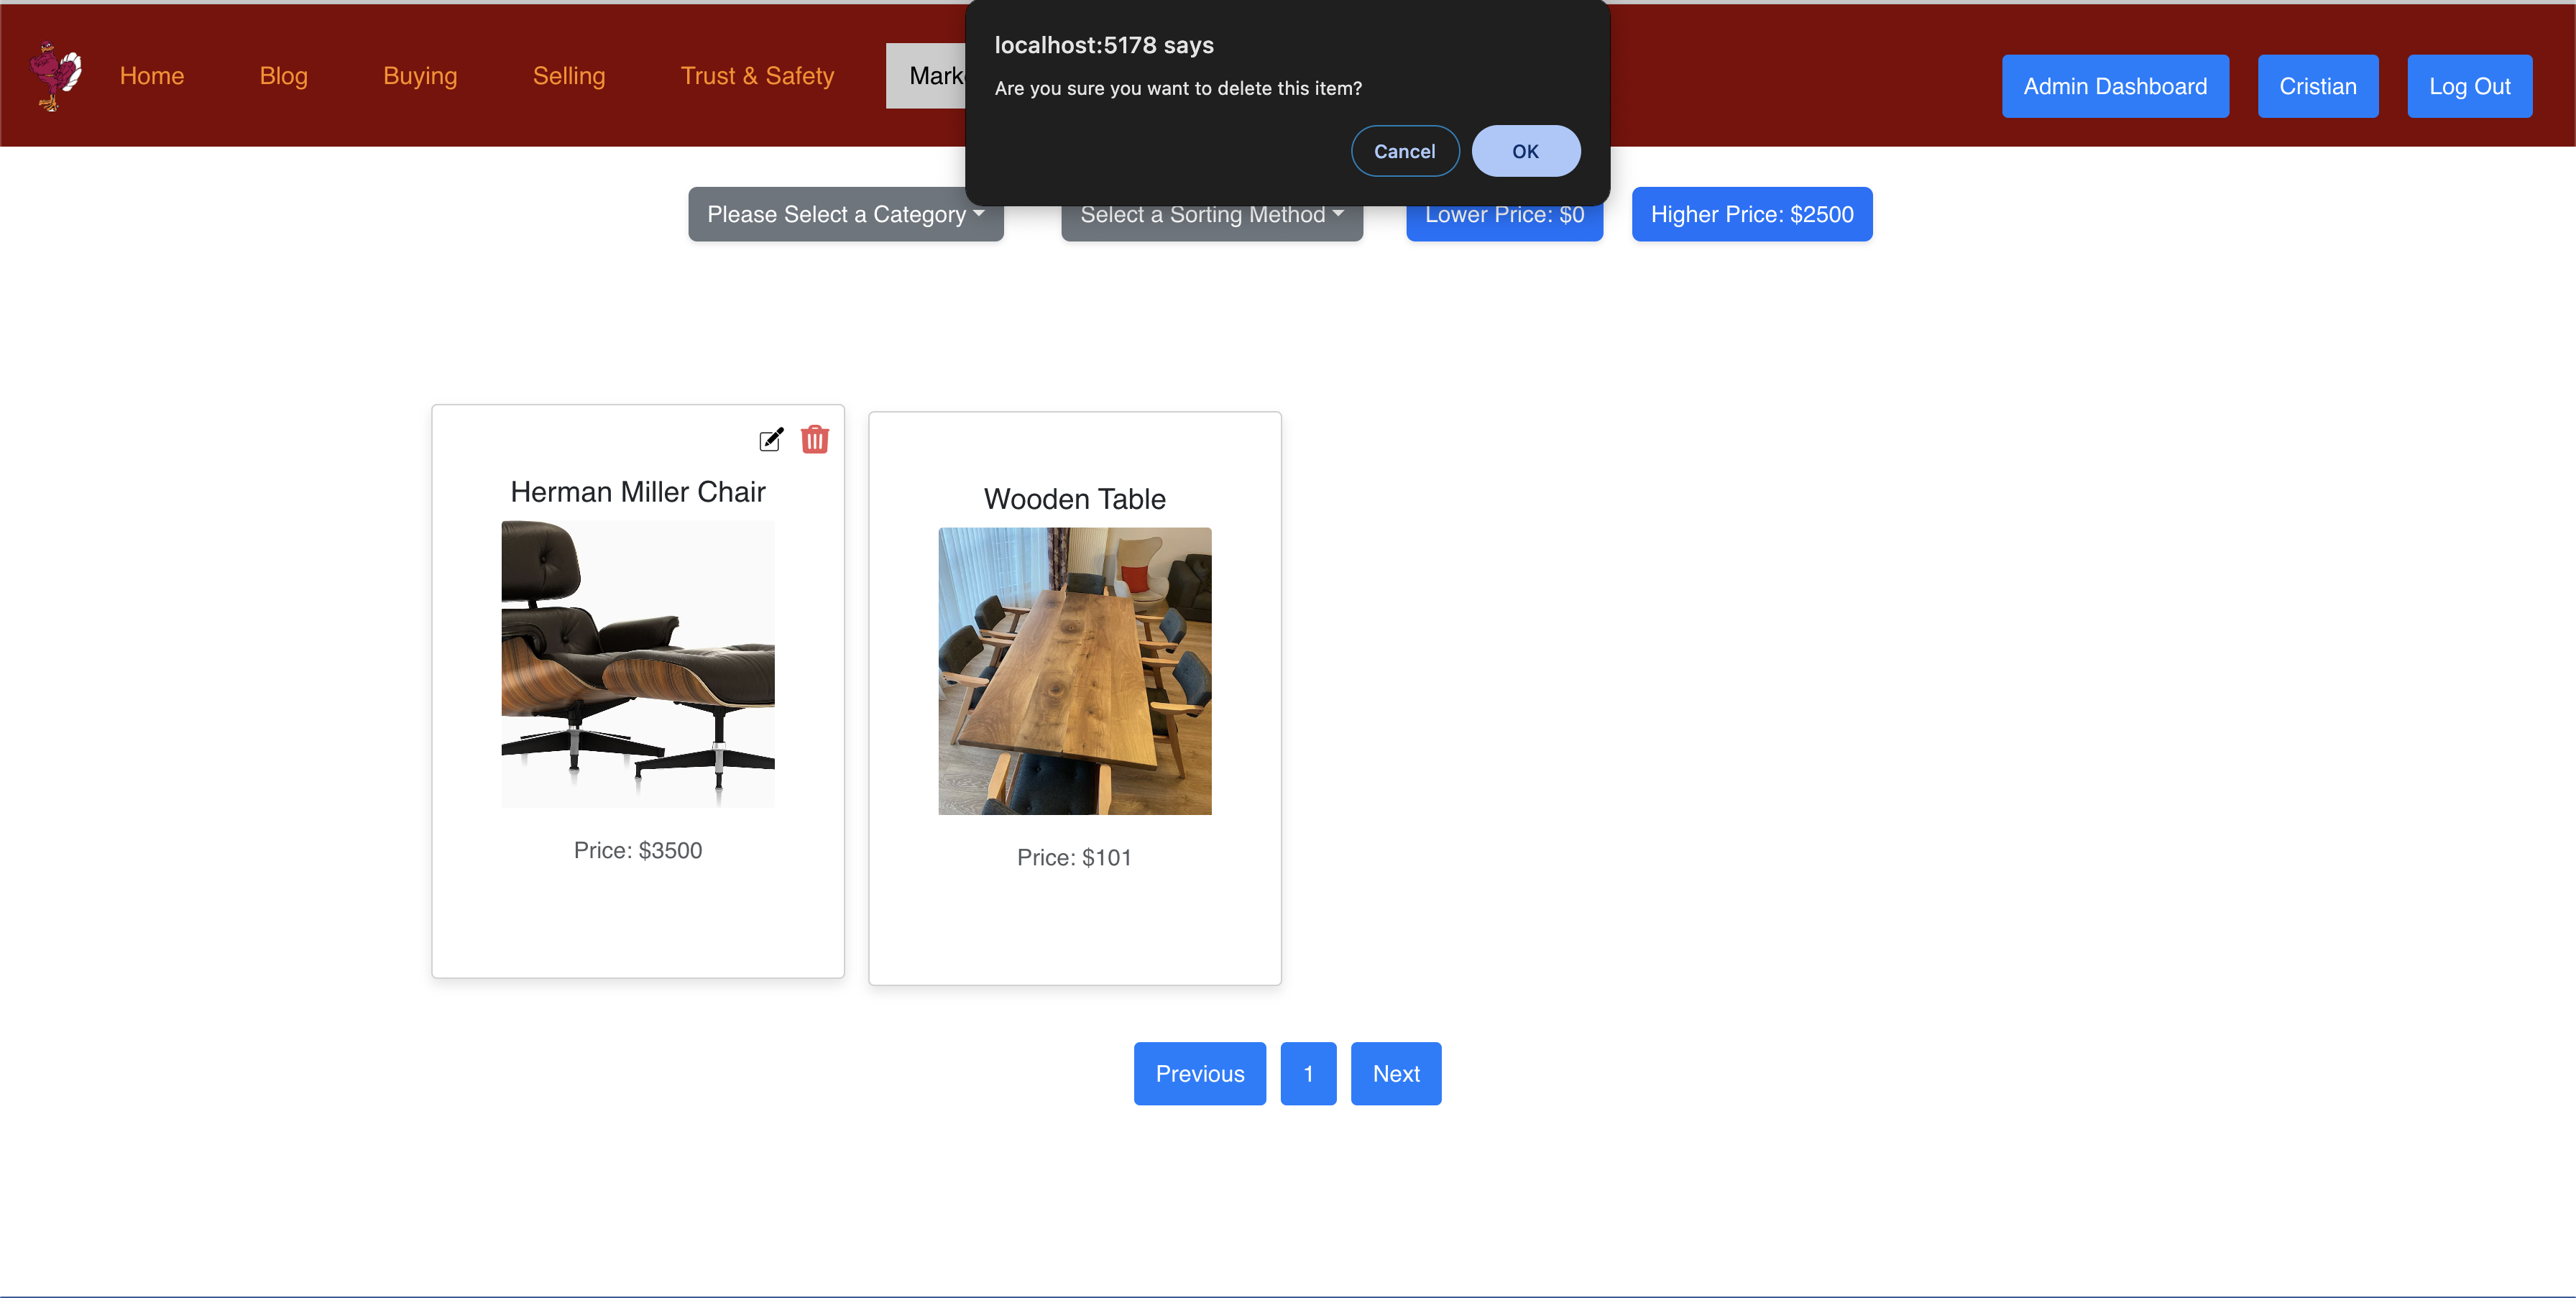 Home
Blog
Buying
Selling
Trust & Safety
Mark
localhost:5178 says
Are you sure you want to delete this item?
Cancel
OK
Admin Dashboard
Cristian
Log Out
Please Select a Category
Select a Sorting Method
Lower Price: $0
Higher Price: $2500
Herman Miller Chair
Price: $3500
Wooden Table
Price: $101
Previous
1
Next